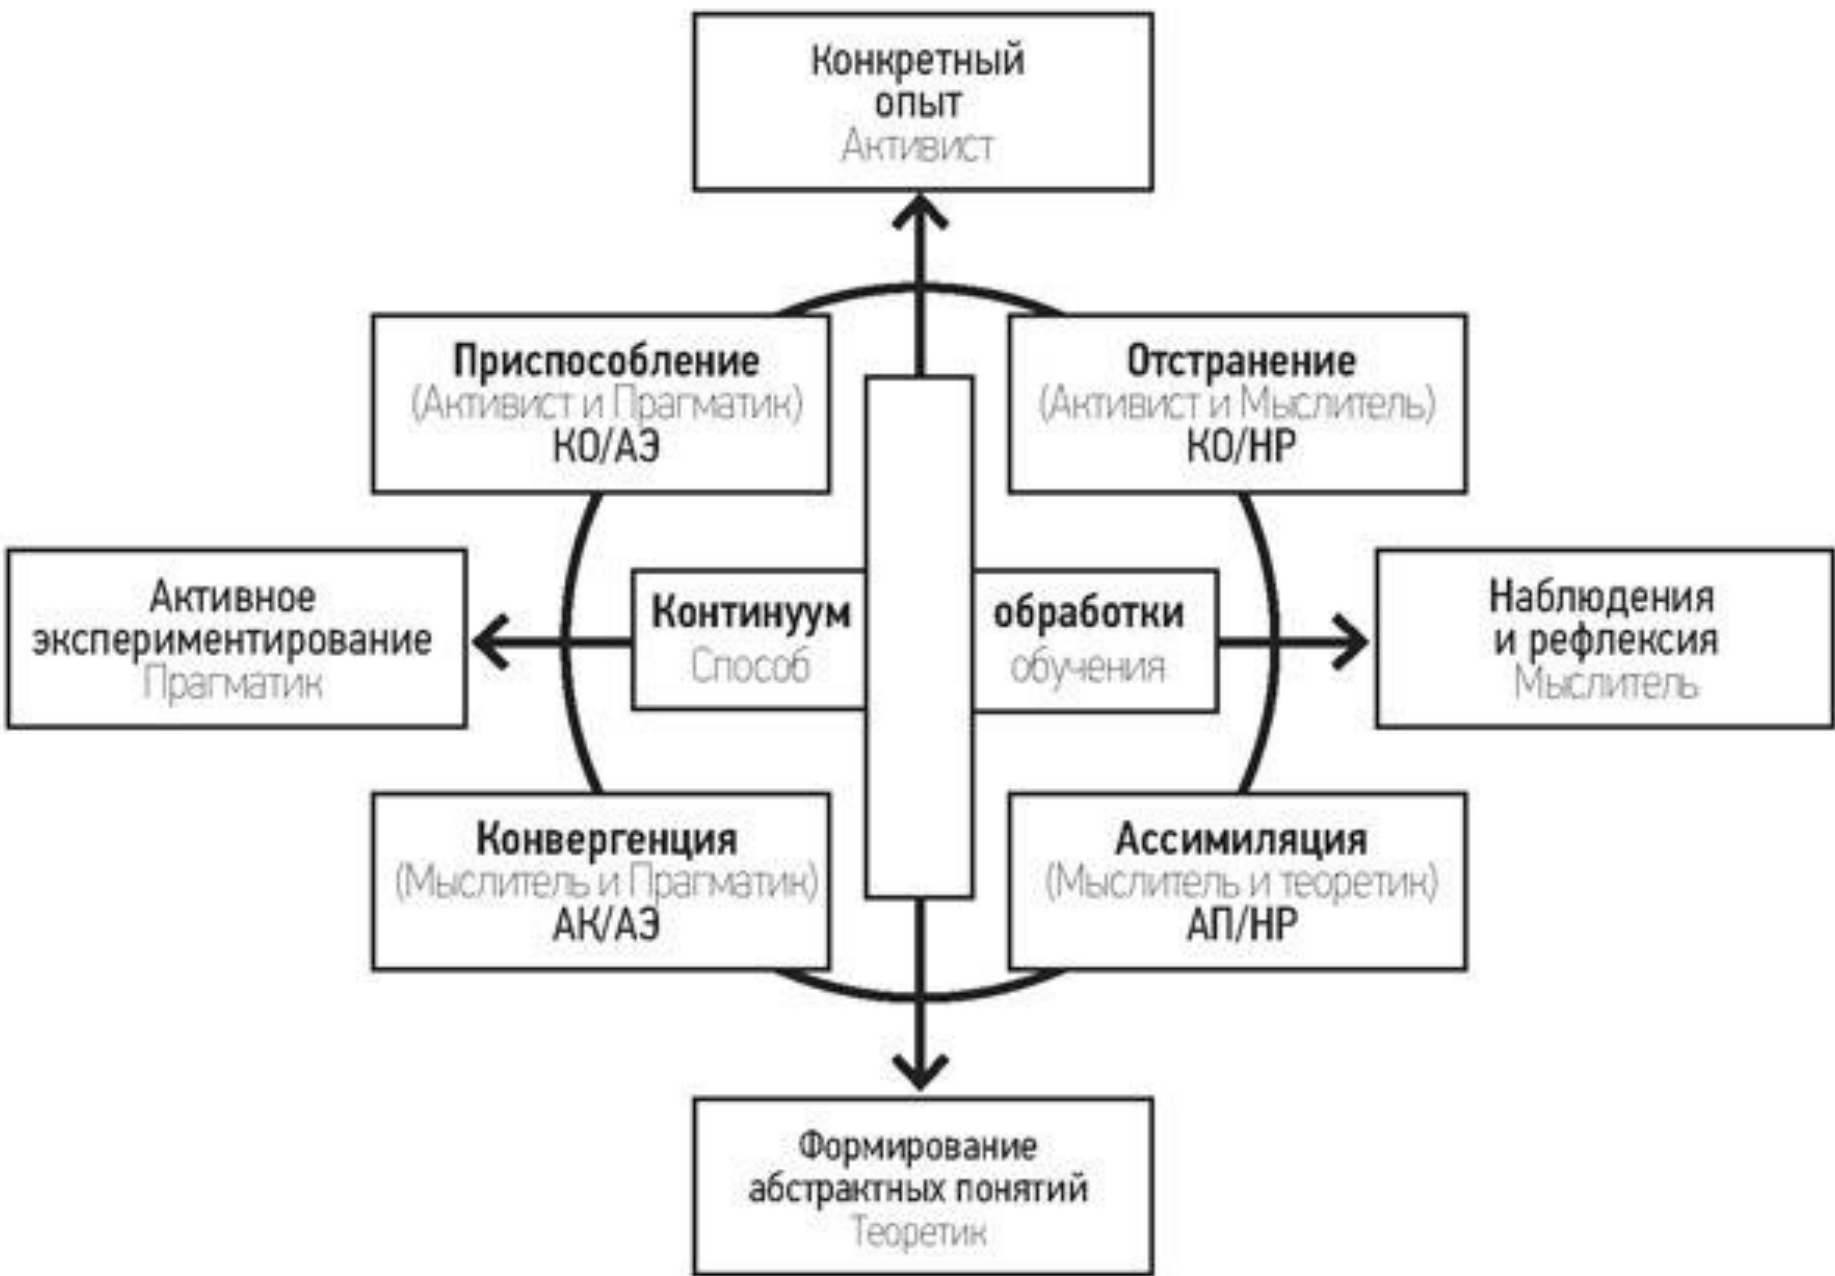 Конкретный
опыт
Активист
Приспособление
(Активист и Прагматик)
КО/АЭ
Отстранение
(Активист и Мыслитель)
КО/НР
Активное
экспериментирование
Прагматик
Континуум
Способ
обработки
обучения
Наблюдения
и рефлексия
Мыслитель
Конвергенция
(Мыслитель и Прагматик)
АК/АЭ
Ассимиляция
(Мыслитель и теоретик)
АП/НР
Формирование
абстрактных понятий
Теоретик